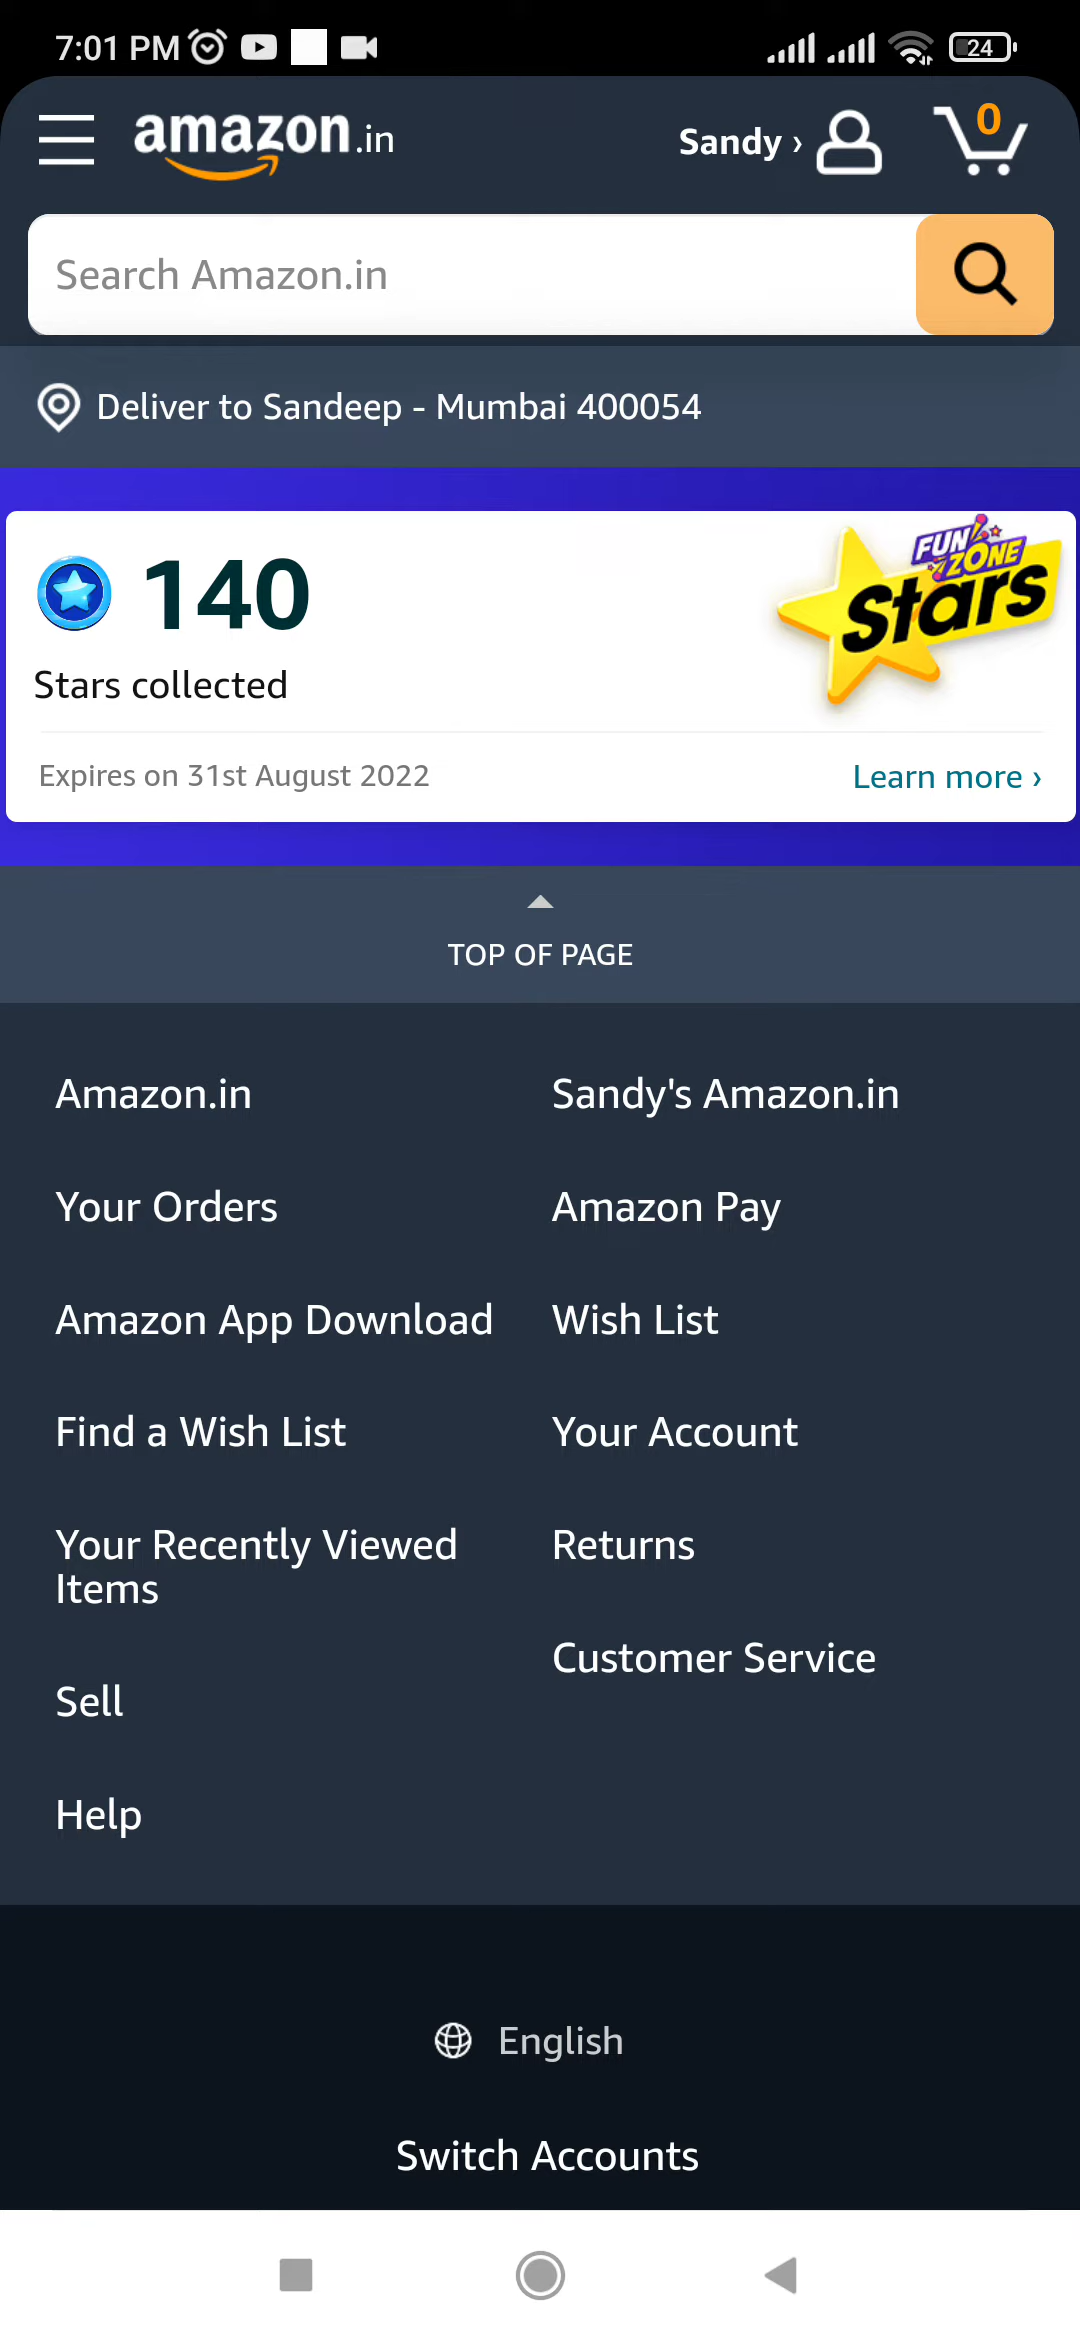 7:01 PM
24
amazon.in
Sandy ›
0
Search Amazon.in
Deliver to Sandeep - Mumbai 400054
140
FUN ZONE
Stars
Stars collected
Expires on 31st August 2022
Learn more ›
TOP OF PAGE
Amazon.in
Sandy's Amazon.in
Your Orders
Amazon Pay
Amazon App Download
Wish List
Find a Wish List
Your Account
Your Recently Viewed
Items
Returns
Customer Service
Sell
Help
English
Switch Accounts